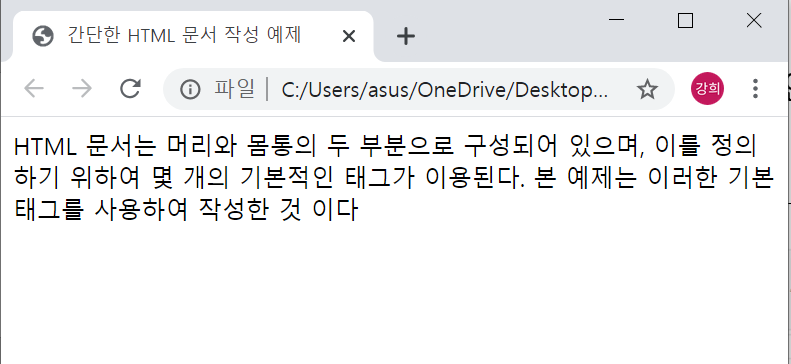 간단한 HTML 문서 작성 예제
파일 | C:/Users/asus/OneDrive/Desktop...
강희
HTML 문서는 머리와 몸통의 두 부분으로 구성되어 있으며, 이를 정의
하기 위하여 몇 개의 기본적인 태그가 이용된다. 본 예제는 이러한 기본
태그를 사용하여 작성한 것 이다